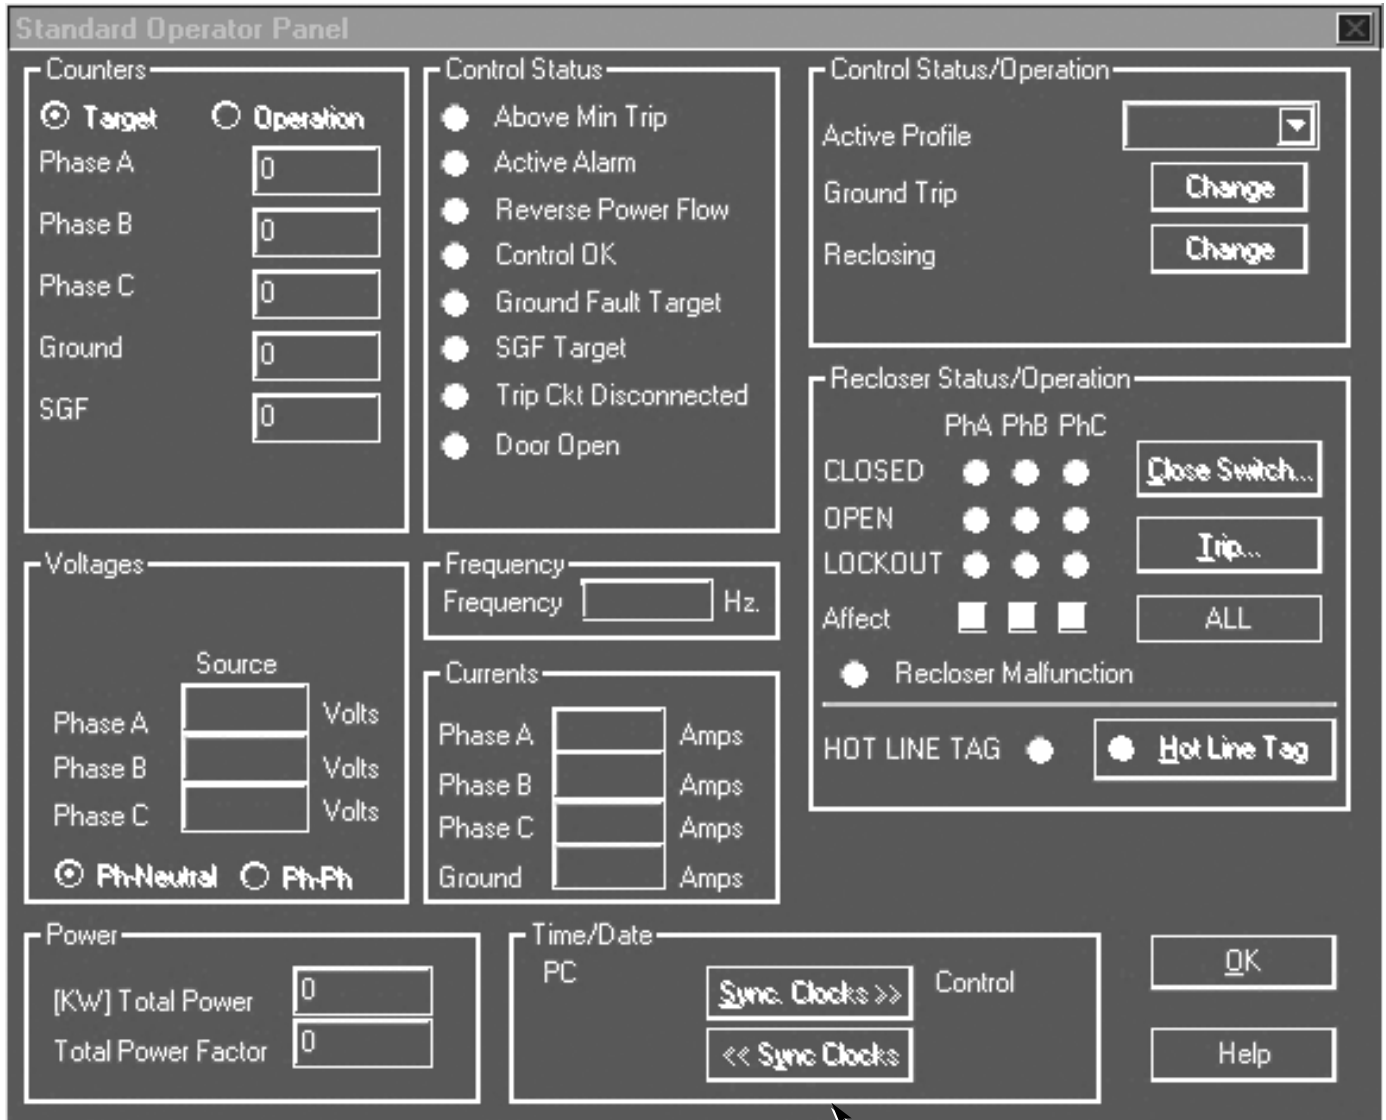 Standard Operator Panel
Counters
Target Operation
Phase A 0
Phase B 0
Phase C 0
Ground 0
SGF 0
Control Status
Above Min Trip
Active Alarm
Reverse Power Flow
Control OK
Ground Fault Target
SGF Target
Trip Ckt Disconnected
Door Open
Control Status/Operation
Active Profile
Ground Trip Change
Reclosing Change
Recloser Status/Operation
PhA PhB PhC
CLOSED Close Switch...
OPEN Trip...
LOCKOUT
Affect ALL
Recloser Malfunction
HOT LINE TAG Hot Line Tag
Voltages
Source
Phase A Volts
Phase B Volts
Phase C Volts
Ph-Neutral Ph-Ph
Frequency
Frequency Hz.
Currents
Phase A Amps
Phase B Amps
Phase C Amps
Ground Amps
Power
[KW] Total Power 0
Total Power Factor 0
Time/Date
PC Sync. Clocks >> Control
<< Sync Clocks
OK
Help